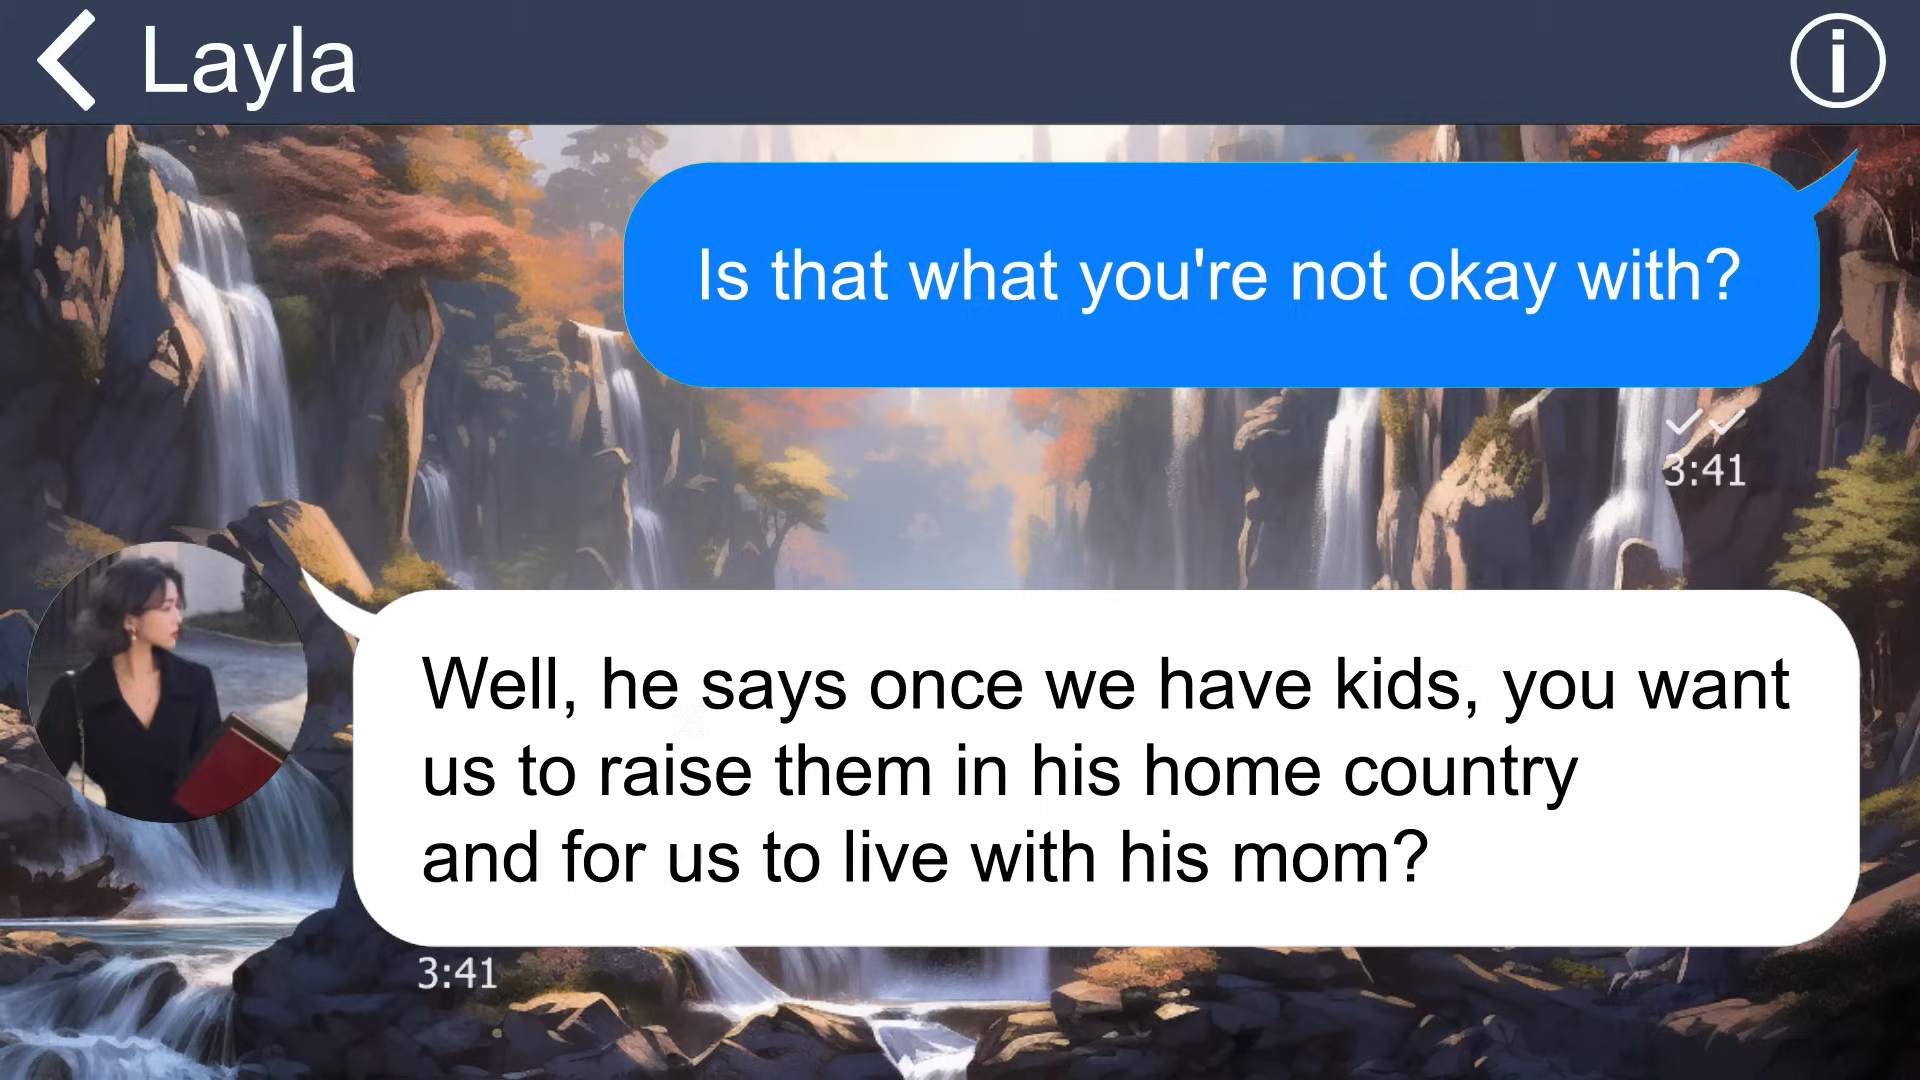 Layla
Is that what you're not okay with?
3:41
Well, he says once we have kids, you want
us to raise them in his home country
and for us to live with his mom?
3:41